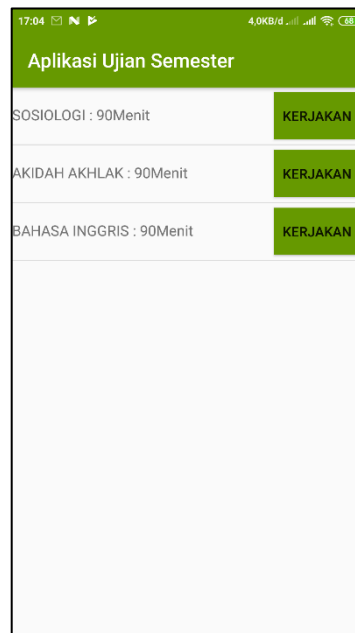 17:04 4,0KB/d 68
Aplikasi Ujian Semester
SOSIOLOGI : 90Menit KERJAKAN
AKIDAH AKHLAK : 90Menit KERJAKAN
BAHASA INGGRIS : 90Menit KERJAKAN